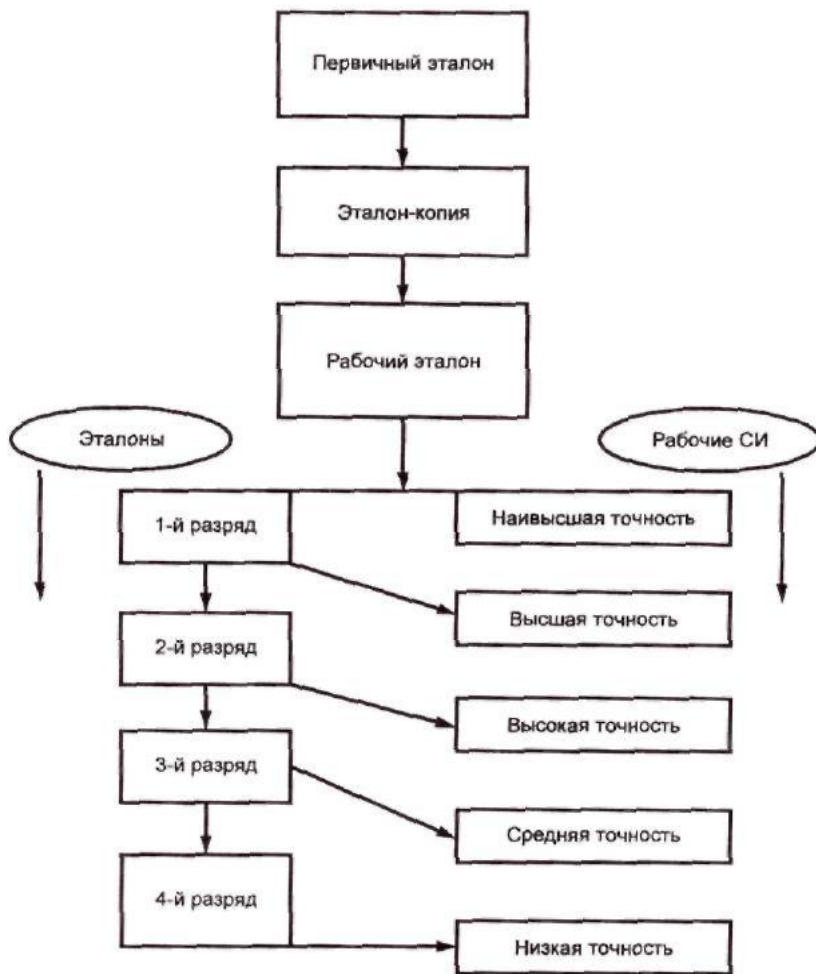 Первичный эталон
Эталон-копия
Рабочий эталон
Эталоны
Рабочие СИ
1-й разряд
Наивысшая точность
Высшая точность
2-й разряд
Высокая точность
3-й разряд
Средняя точность
4-й разряд
Низкая точность